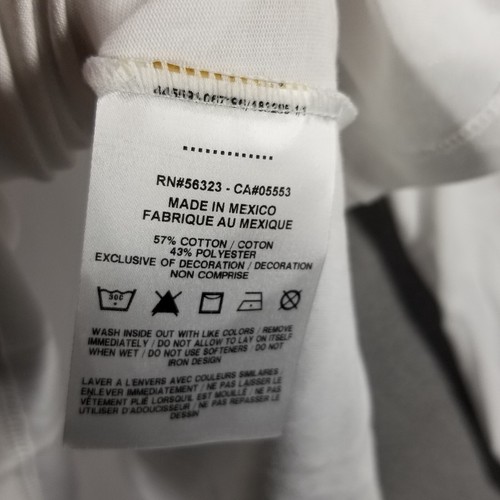 RN#56323 - CA#05553
MADE IN MEXICO
FABRIQUE AU MEXIQUE
57% COTTON / COTON
43% POLYESTER
EXCLUSIVE OF DECORATION / DECORATION
NON COMPRISE
WASH INSIDE OUT WITH LIKE COLORS / REMOVE
IMMEDIATELY / DO NOT ALLOW TO LAY ON ITSELF
WHEN WET / DO NOT USE SOFTENERS / DO NOT
IRON DESIGN
LAVER A L'ENVERS AVEC COULEURS SIMILAIRES /
ENLEVER IMMEDIATEMENT / NE PAS LAISSER LE
VÊTEMENT PLIÉ LORSQU'IL EST MOUILLÉ / NE PAS
UTILISER D'ADOUCISSEUR / NE PAS REPASSER LE
DESSIN